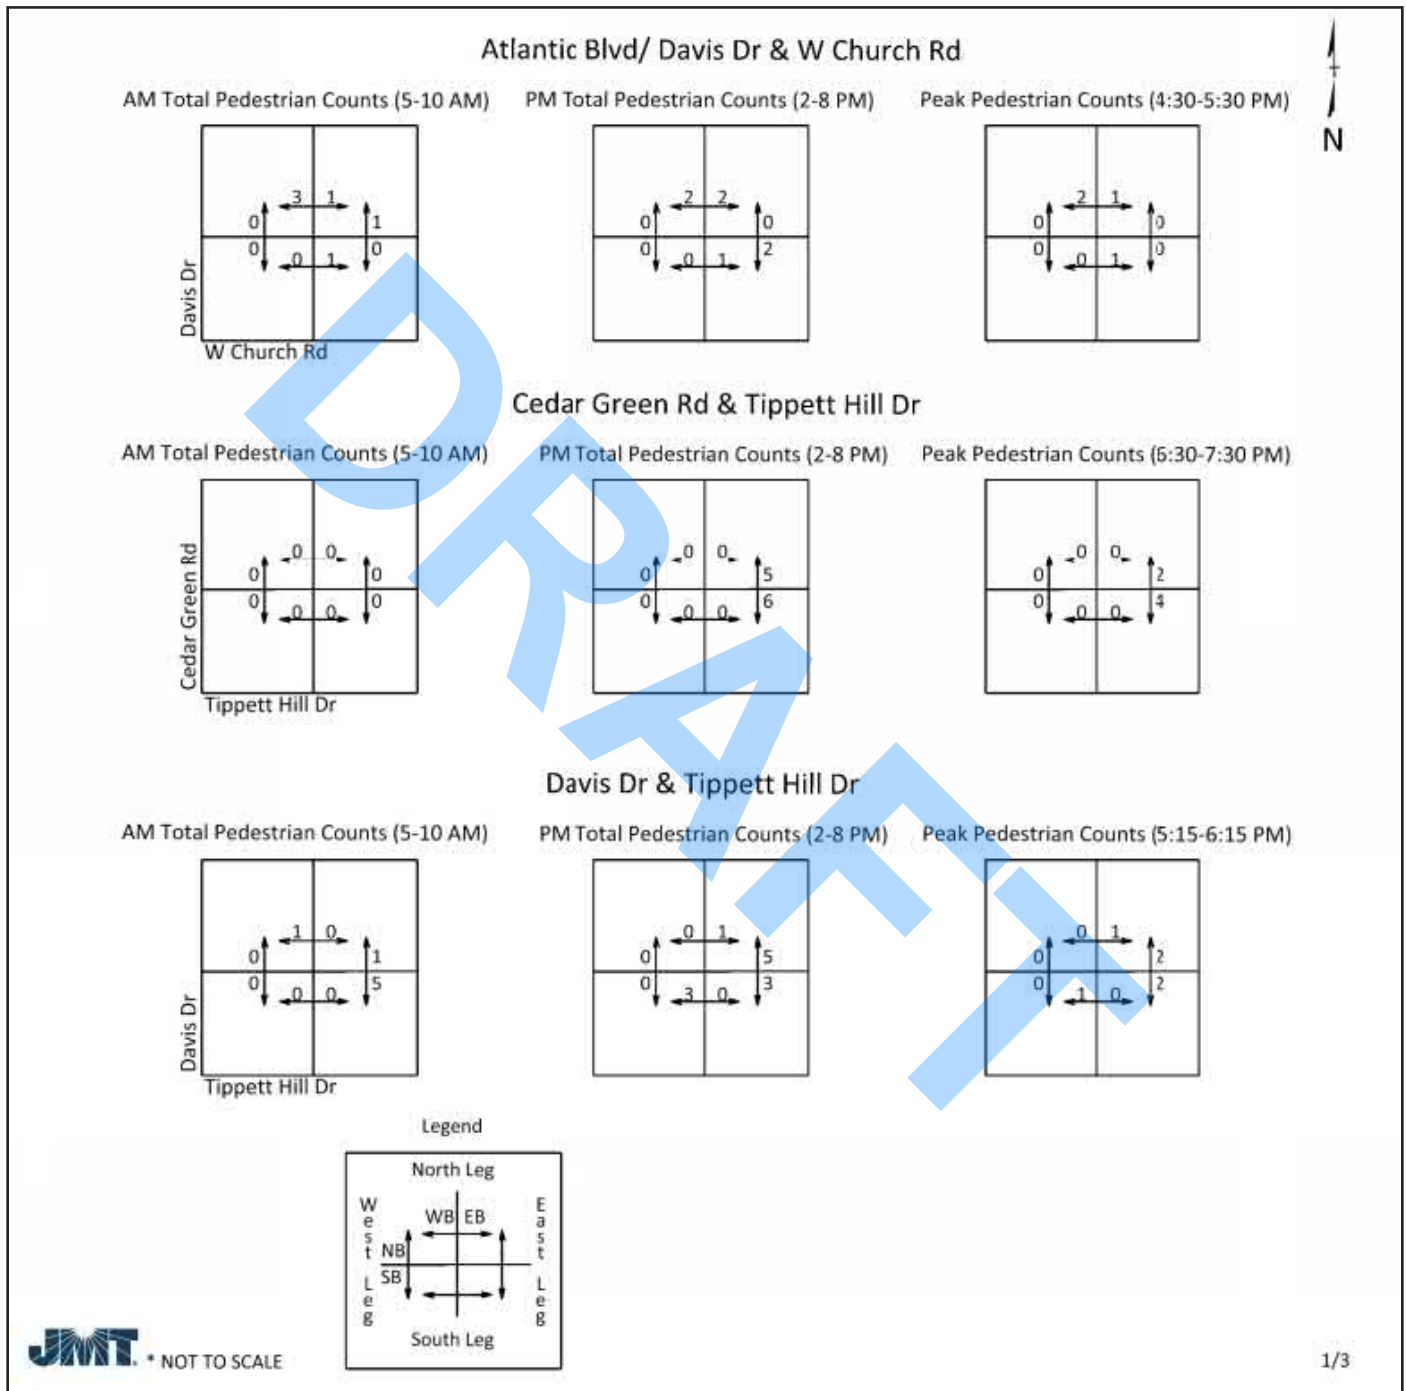 Atlantic Blvd/ Davis Dr & W Church Rd
AM Total Pedestrian Counts (5-10 AM)
PM Total Pedestrian Counts (2-8 PM)
Peak Pedestrian Counts (4:30-5:30 PM)
N
3 1
0 1
0 0
0 1
Davis Dr
W Church Rd
2 2
0 0
0 2
0 1
2 1
0 0
0 0
0 1
Cedar Green Rd & Tippett Hill Dr
AM Total Pedestrian Counts (5-10 AM)
PM Total Pedestrian Counts (2-8 PM)
Peak Pedestrian Counts (6:30-7:30 PM)
0 0
0 0
0 0
0 0
Cedar Green Rd
Tippett Hill Dr
0 0
0 5
0 6
0 0
0 0
0 2
0 4
0 0
Davis Dr & Tippett Hill Dr
AM Total Pedestrian Counts (5-10 AM)
PM Total Pedestrian Counts (2-8 PM)
Peak Pedestrian Counts (5:15-6:15 PM)
1 0
0 1
0 5
0 0
Davis Dr
Tippett Hill Dr
0 1
0 5
0 3
3 0
0 1
0 2
0 2
1 0
DRAFT
Legend
North Leg
West Leg
WB EB
NB
SB
East Leg
South Leg
JMT
* NOT TO SCALE
1/3